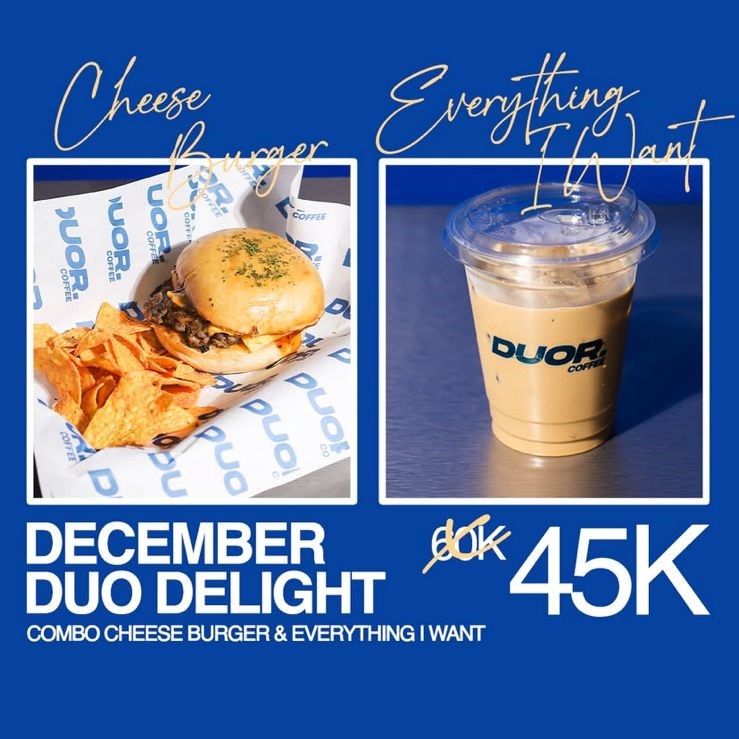 Cheese
Burger
Everything
I Want
DUOR.
COFFEE
DUOR.
COFFEE
DECEMBER
DUO DELIGHT
60K
45K
COMBO CHEESE BURGER & EVERYTHING I WANT